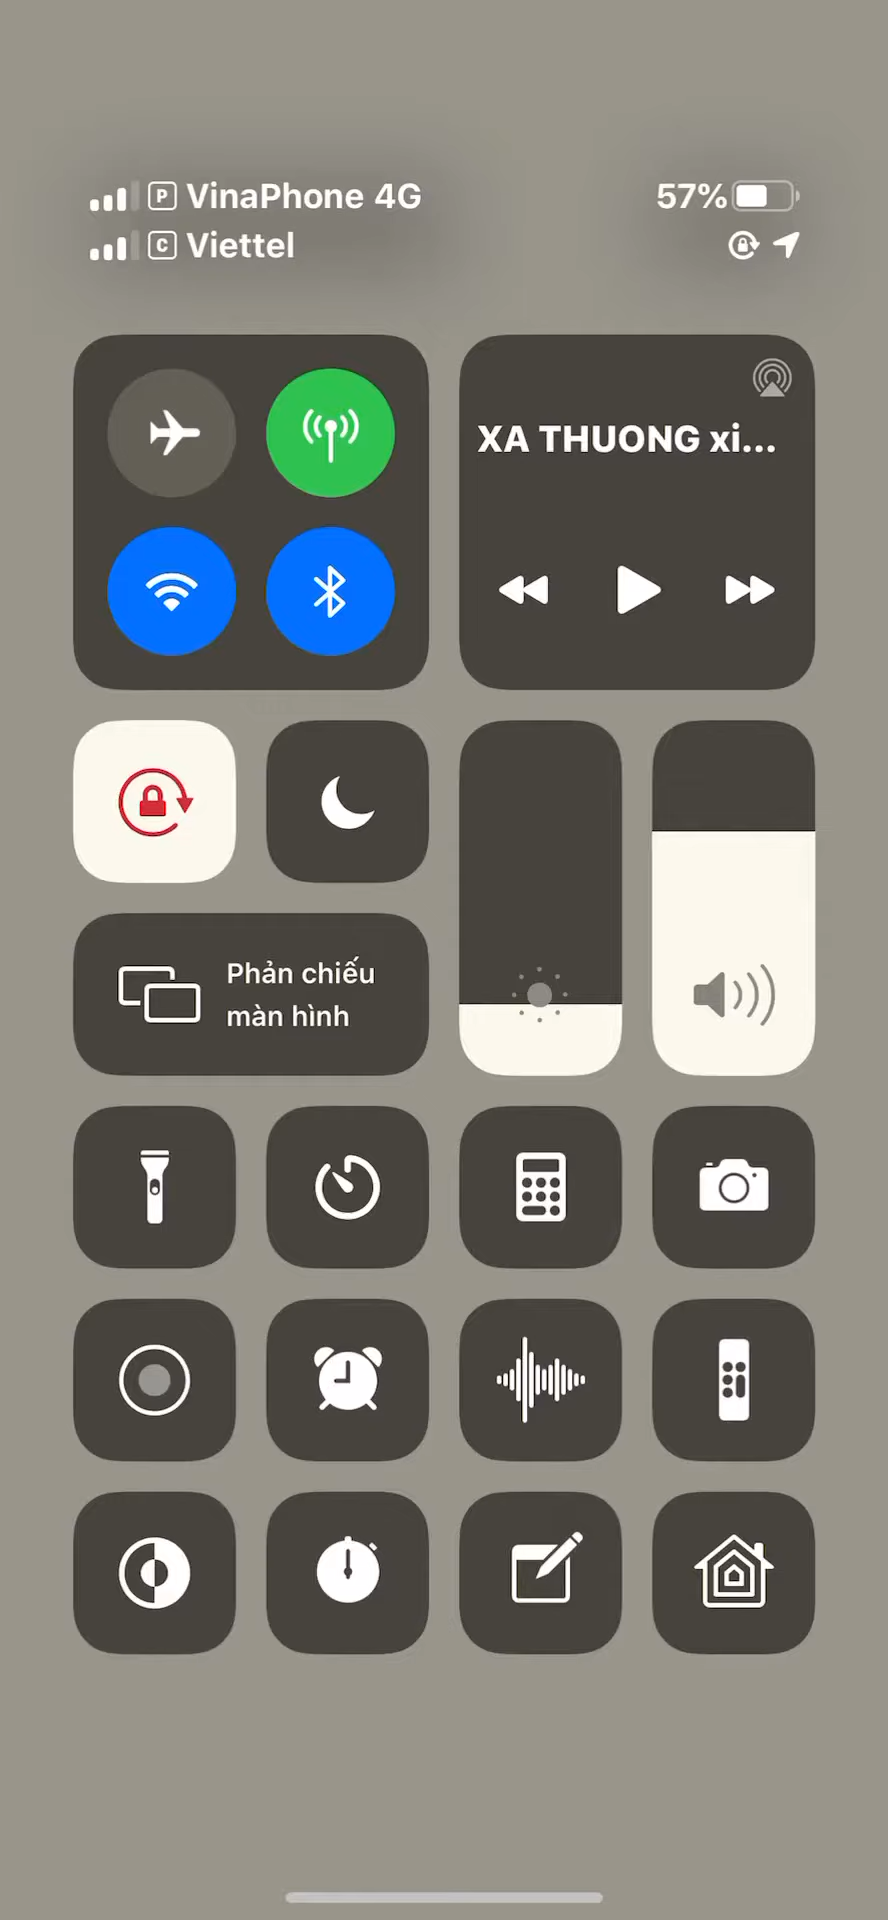 P VinaPhone 4G
57%
C Viettel
XA THUONG xi...
Phản chiếu
màn hình